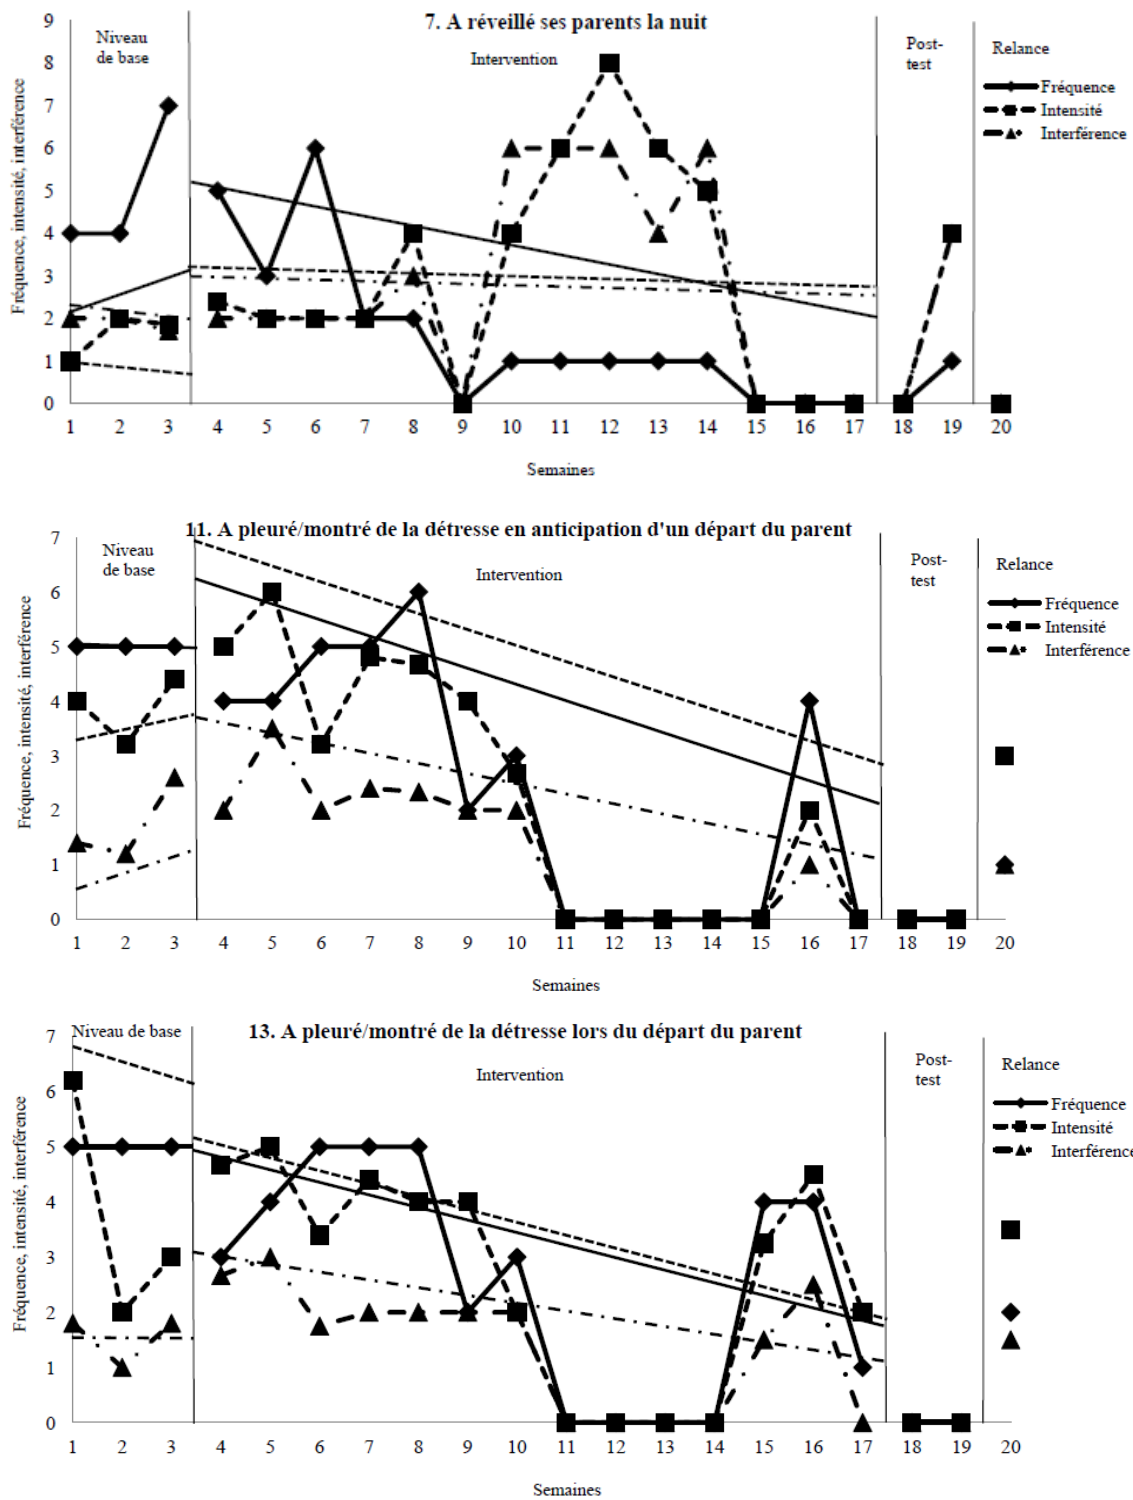 7. A réveillé ses parents la nuit
Niveau
de base
Intervention
Post-
test
Relance
Fréquence
Intensité
Interférence
Fréquence, intensité, interférence
9
8
7
6
5
4
3
2
1
0
1 2 3 4 5 6 7 8 9 10 11 12 13 14 15 16 17 18 19 20
Semaines
11. A pleuré/montré de la détresse en anticipation d'un départ du parent
Niveau
de base
Intervention
Post-
test
Relance
Fréquence
Intensité
Interférence
Fréquence, intensité, interférence
7
6
5
4
3
2
1
0
1 2 3 4 5 6 7 8 9 10 11 12 13 14 15 16 17 18 19 20
Semaines
13. A pleuré/montré de la détresse lors du départ du parent
Niveau de base
Intervention
Post-
test
Relance
Fréquence
Intensité
Interférence
Fréquence, intensité, interférence
7
6
5
4
3
2
1
0
1 2 3 4 5 6 7 8 9 10 11 12 13 14 15 16 17 18 19 20
Semaines